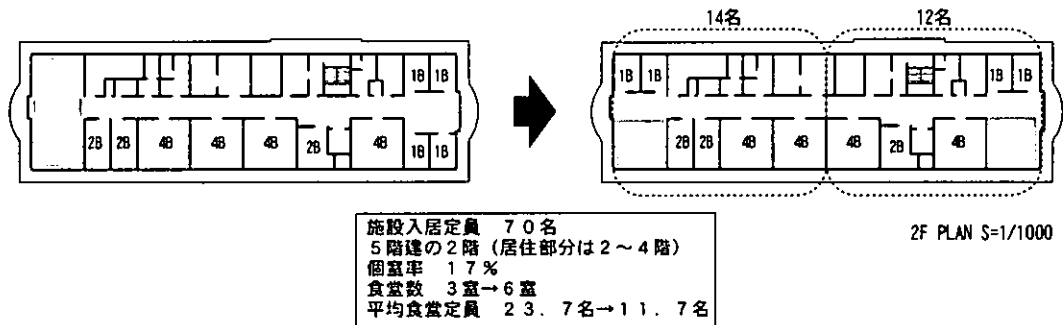 14名 12名
1B 1B
2B 2B 4B 4B 4B 2B 4B 1B 1B
1B 1B 1B 1B
2B 2B 4B 4B 4B 2B 4B
2F PLAN S=1/1000
施設入居定員 70名
5階建の2階(居住部分は2~4階)
個室率 17%
食堂数 3室→6室
平均食堂定員 23.7名→11.7名